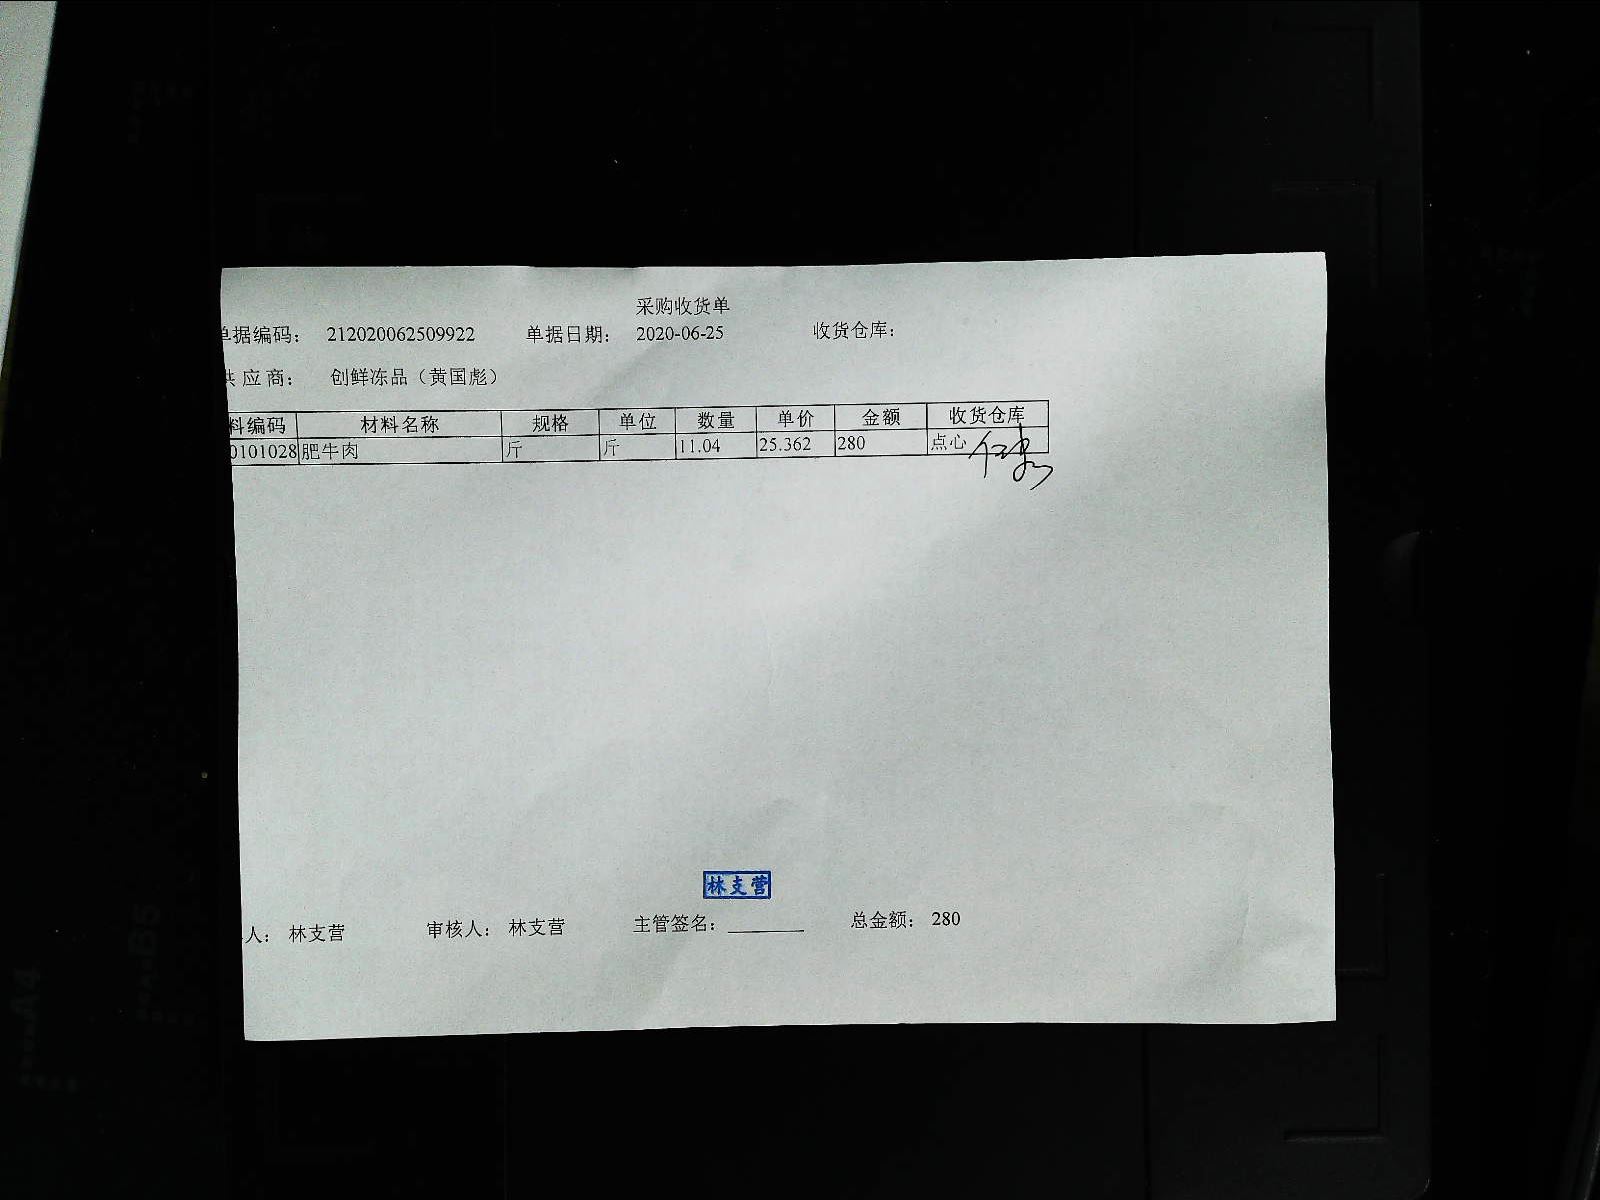 采购收货单
单据编码： 212020062509922 单据日期： 2020-06-25 收货仓库：
供应商： 创鲜冻品（黄国彪）
料编码 材料名称 规格 单位 数量 单价 金额 收货仓库
0101028 肥牛肉 斤 斤 11.04 25.362 280 点心
林支营
人： 林支营 审核人： 林支营 主管签名： 总金额： 280